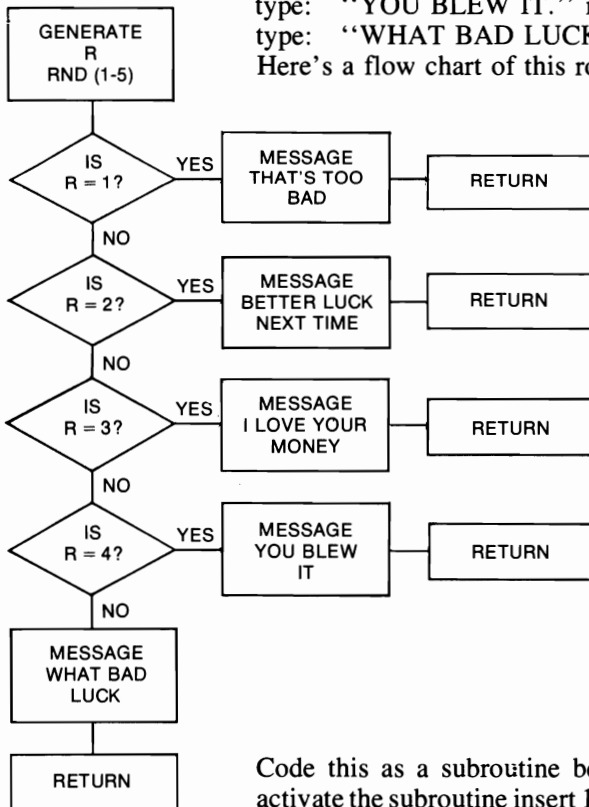 type: “YOU BLEW IT.”
type: “WHAT BAD LUCK
Here’s a flow chart of this
GENERATE
R
RND (1-5)
IS
R = 1?
YES
MESSAGE
THAT'S TOO
BAD
RETURN
NO
IS
R = 2?
YES
MESSAGE
BETTER LUCK
NEXT TIME
RETURN
NO
IS
R = 3?
YES
MESSAGE
I LOVE YOUR
MONEY
RETURN
NO
IS
R = 4?
YES
MESSAGE
YOU BLEW
IT
RETURN
NO
MESSAGE
WHAT BAD
LUCK
RETURN
Code this as a subroutine
activate the subroutine insert